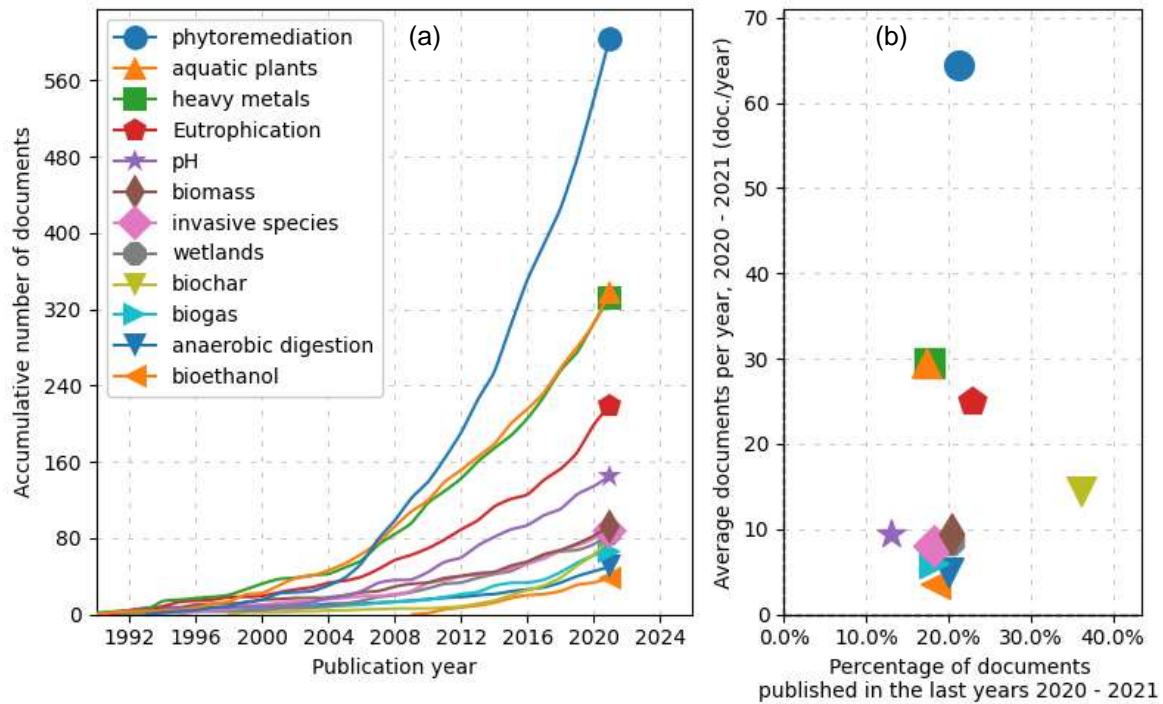 (a)
phytoremediation
aquatic plants
heavy metals
Eutrophication
pH
biomass
invasive species
wetlands
biochar
biogas
anaerobic digestion
bioethanol
Accumulative number of documents
560
480
400
320
240
160
80
0
1992
1996
2000
2004
2008
2012
2016
2020
2024
Publication year
(b)
Average documents per year, 2020 - 2021 (doc./year)
70
60
50
40
30
20
10
0
0.0%
10.0%
20.0%
30.0%
40.0%
Percentage of documents
published in the last years 2020 - 2021